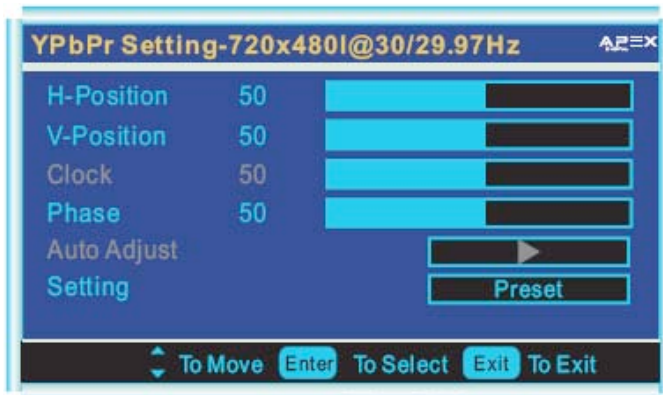 YPbPr Setting-720x480I@30/29.97Hz APEX
H-Position 50
V-Position 50
Clock 50
Phase 50
Auto Adjust
Setting Preset
To Move Enter To Select Exit To Exit